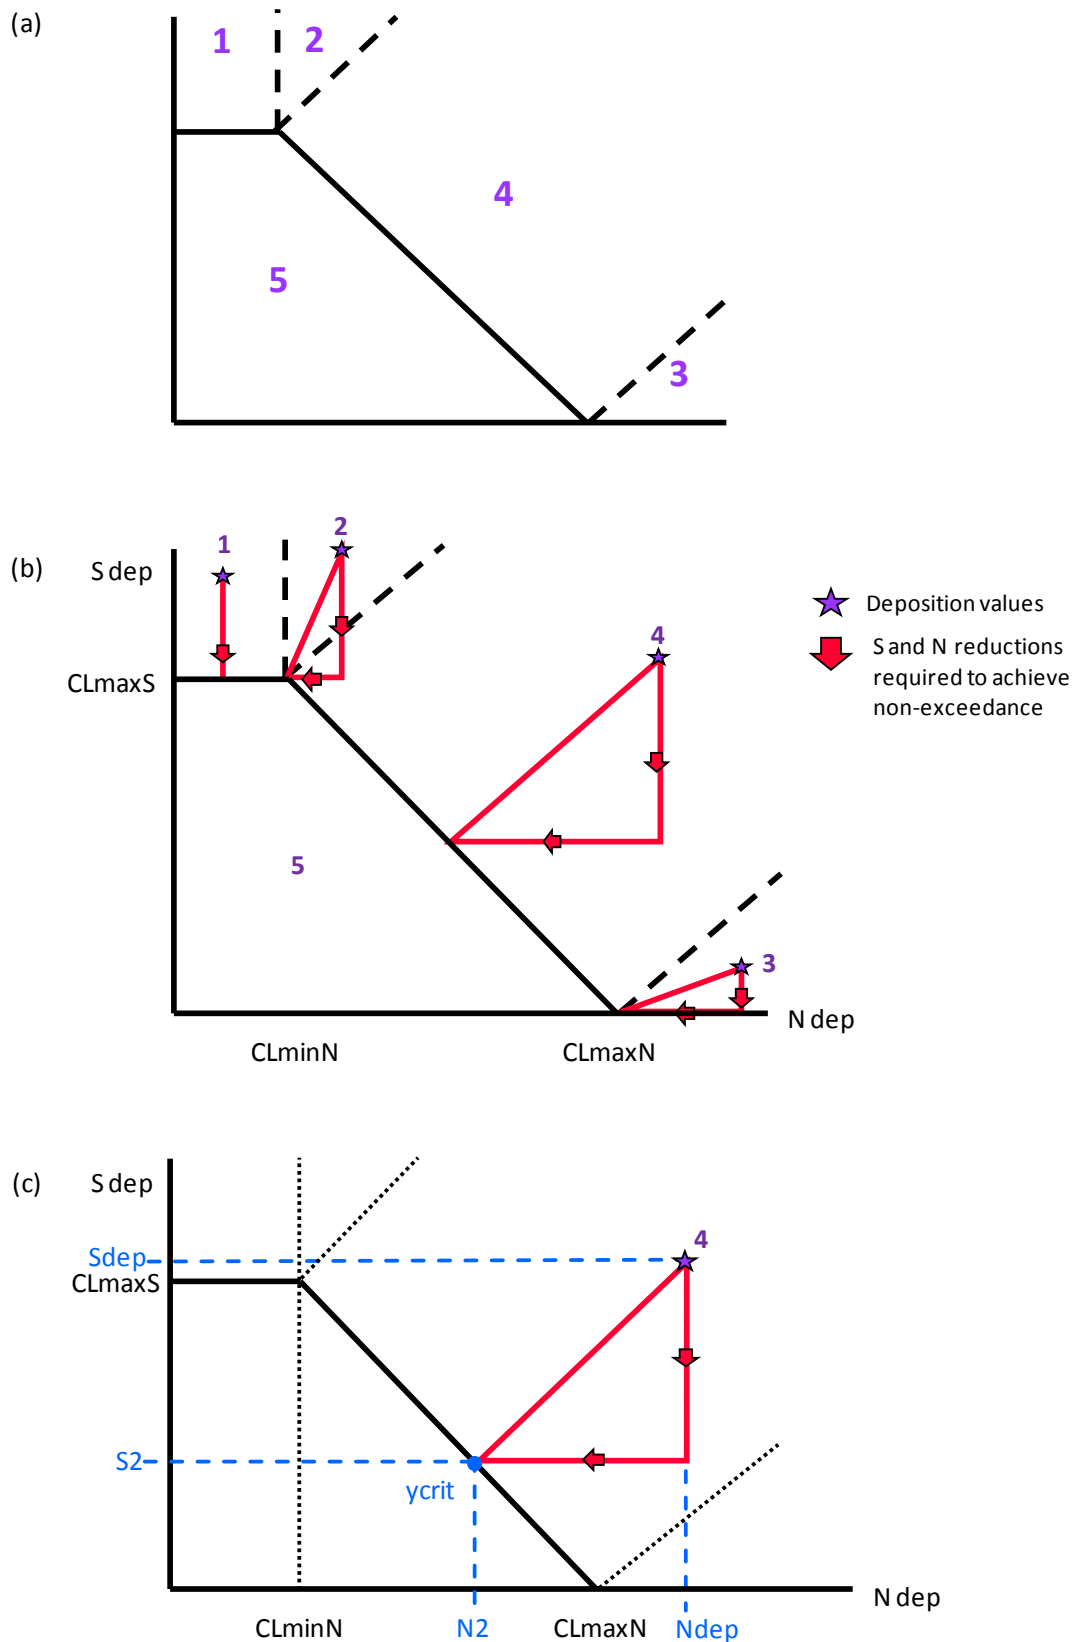 (a)
1
2
4
5
3
(b)
S dep
1
2
4
CLmaxS
5
3
N dep
CLminN
CLmaxN
Deposition values
S and N reductions
required to achieve
non-exceedance
(c)
S dep
4
Sdep
CLmaxS
S2
ycrit
N dep
CLminN
N2
CLmaxN
Ndep